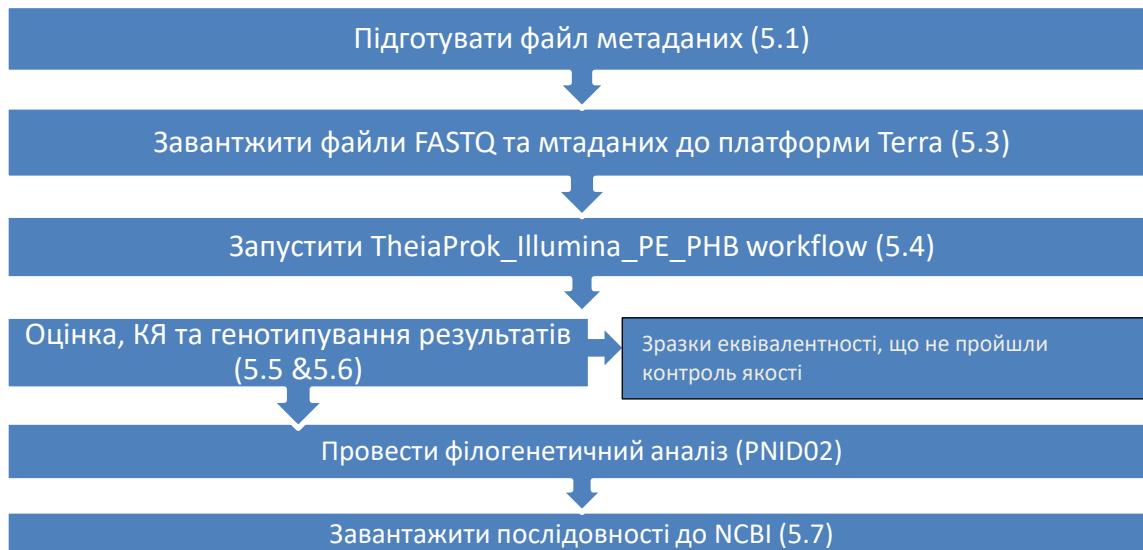 Підготувати файл метаданих (5.1)
Завантжити файли FASTQ та мтаданих до платформи Terra (5.3)
Запустити TheiaProk_Illumina_PE_PHB workflow (5.4)
Оцінка, КЯ та генотипування результатів
(5.5 &5.6)
Зразки еквівалентності, що не пройшли
контроль якості
Провести філогенетичний аналіз (PNID02)
Завантажити послідовності до NCBI (5.7)